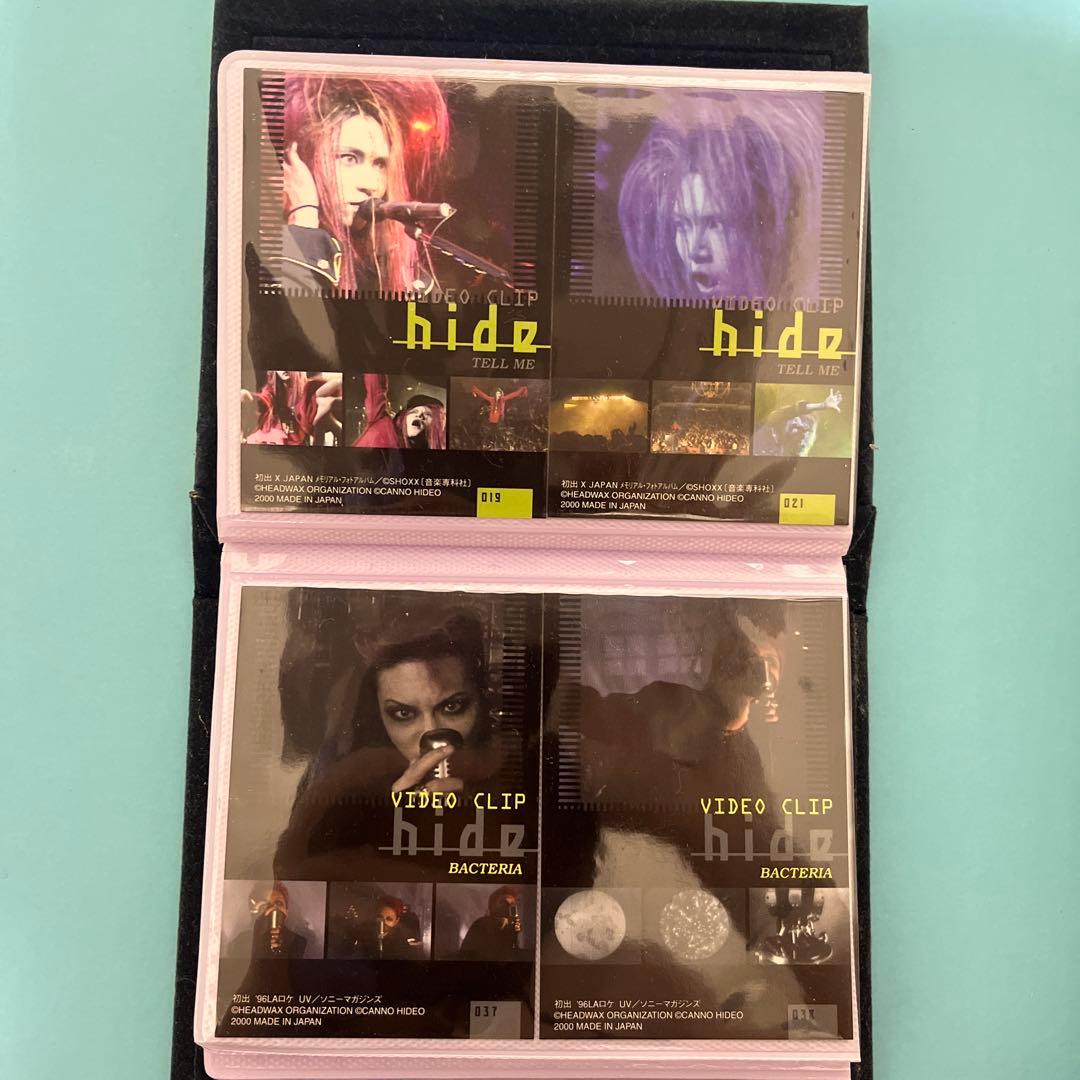 VIDEO CLIP
hide
TELL ME
初出 X JAPAN メモリアル・フォトアルバム／©SHOXX［音楽専科社］
©HEADWAX ORGANIZATION ©CANNO HIDEO
2000 MADE IN JAPAN
019
VIDEO CLIP
hide
TELL ME
初出 X JAPAN メモリアル・フォトアルバム／©SHOXX［音楽専科社］
©HEADWAX ORGANIZATION ©CANNO HIDEO
2000 MADE IN JAPAN
021
VIDEO CLIP
hide
BACTERIA
初出 '96LAロケ UV／ソニーマガジンズ
©HEADWAX ORGANIZATION ©CANNO HIDEO
2000 MADE IN JAPAN
037
VIDEO CLIP
hide
BACTERIA
初出 '96LAロケ UV／ソニーマガジンズ
©HEADWAX ORGANIZATION ©CANNO HIDEO
2000 MADE IN JAPAN
038